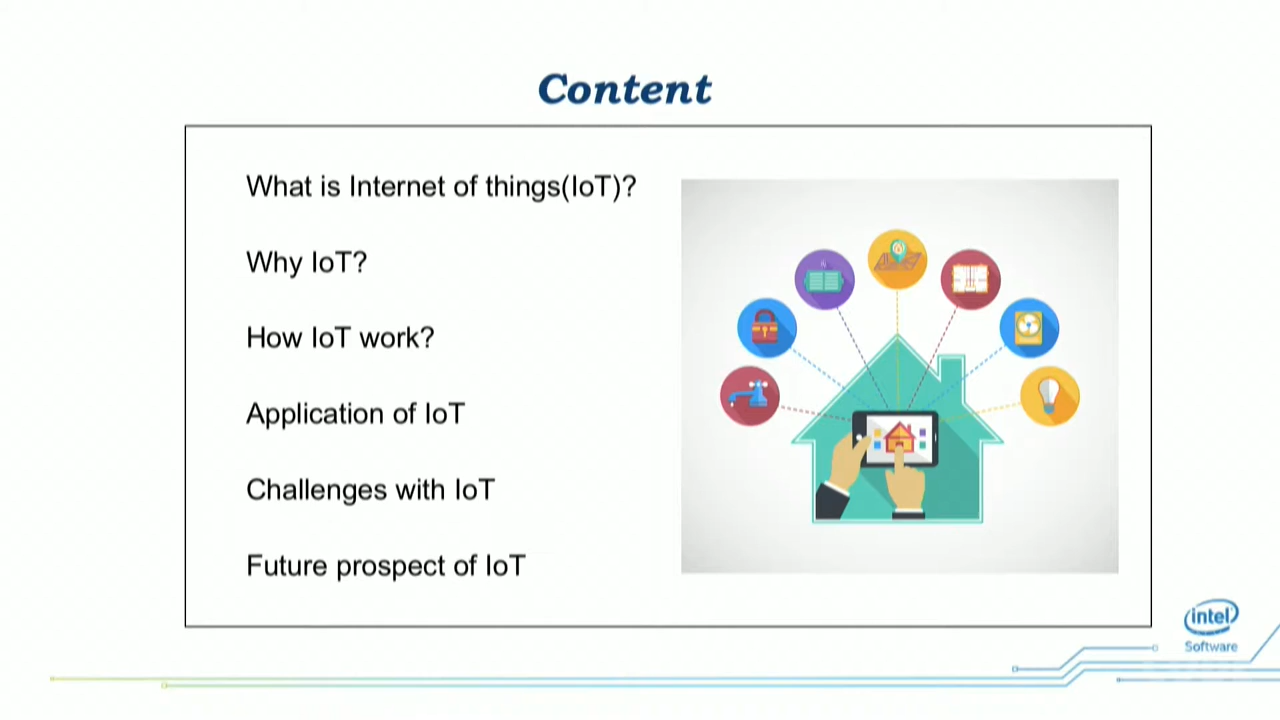 Content
What is Internet of things(IoT)?
Why IoT?
How IoT work?
Application of IoT
Challenges with IoT
Future prospect of IoT
intel
Software